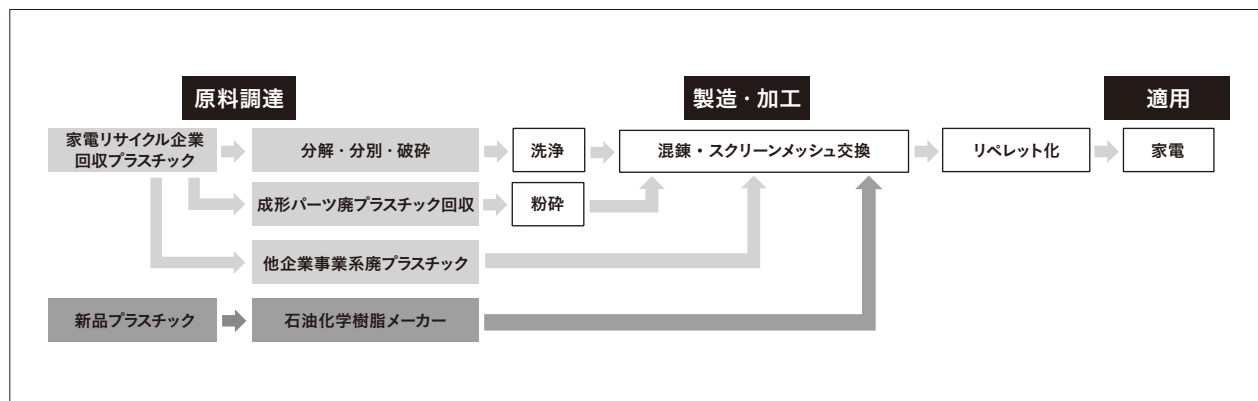 原料調達
製造・加工
適用
家電リサイクル企業
回収プラスチック
分解・分別・破砕
洗浄
混錬・スクリーンメッシュ交換
リペレット化
家電
成形パーツ廃プラスチック回収
粉砕
他企業事業系廃プラスチック
新品プラスチック
石油化学樹脂メーカー